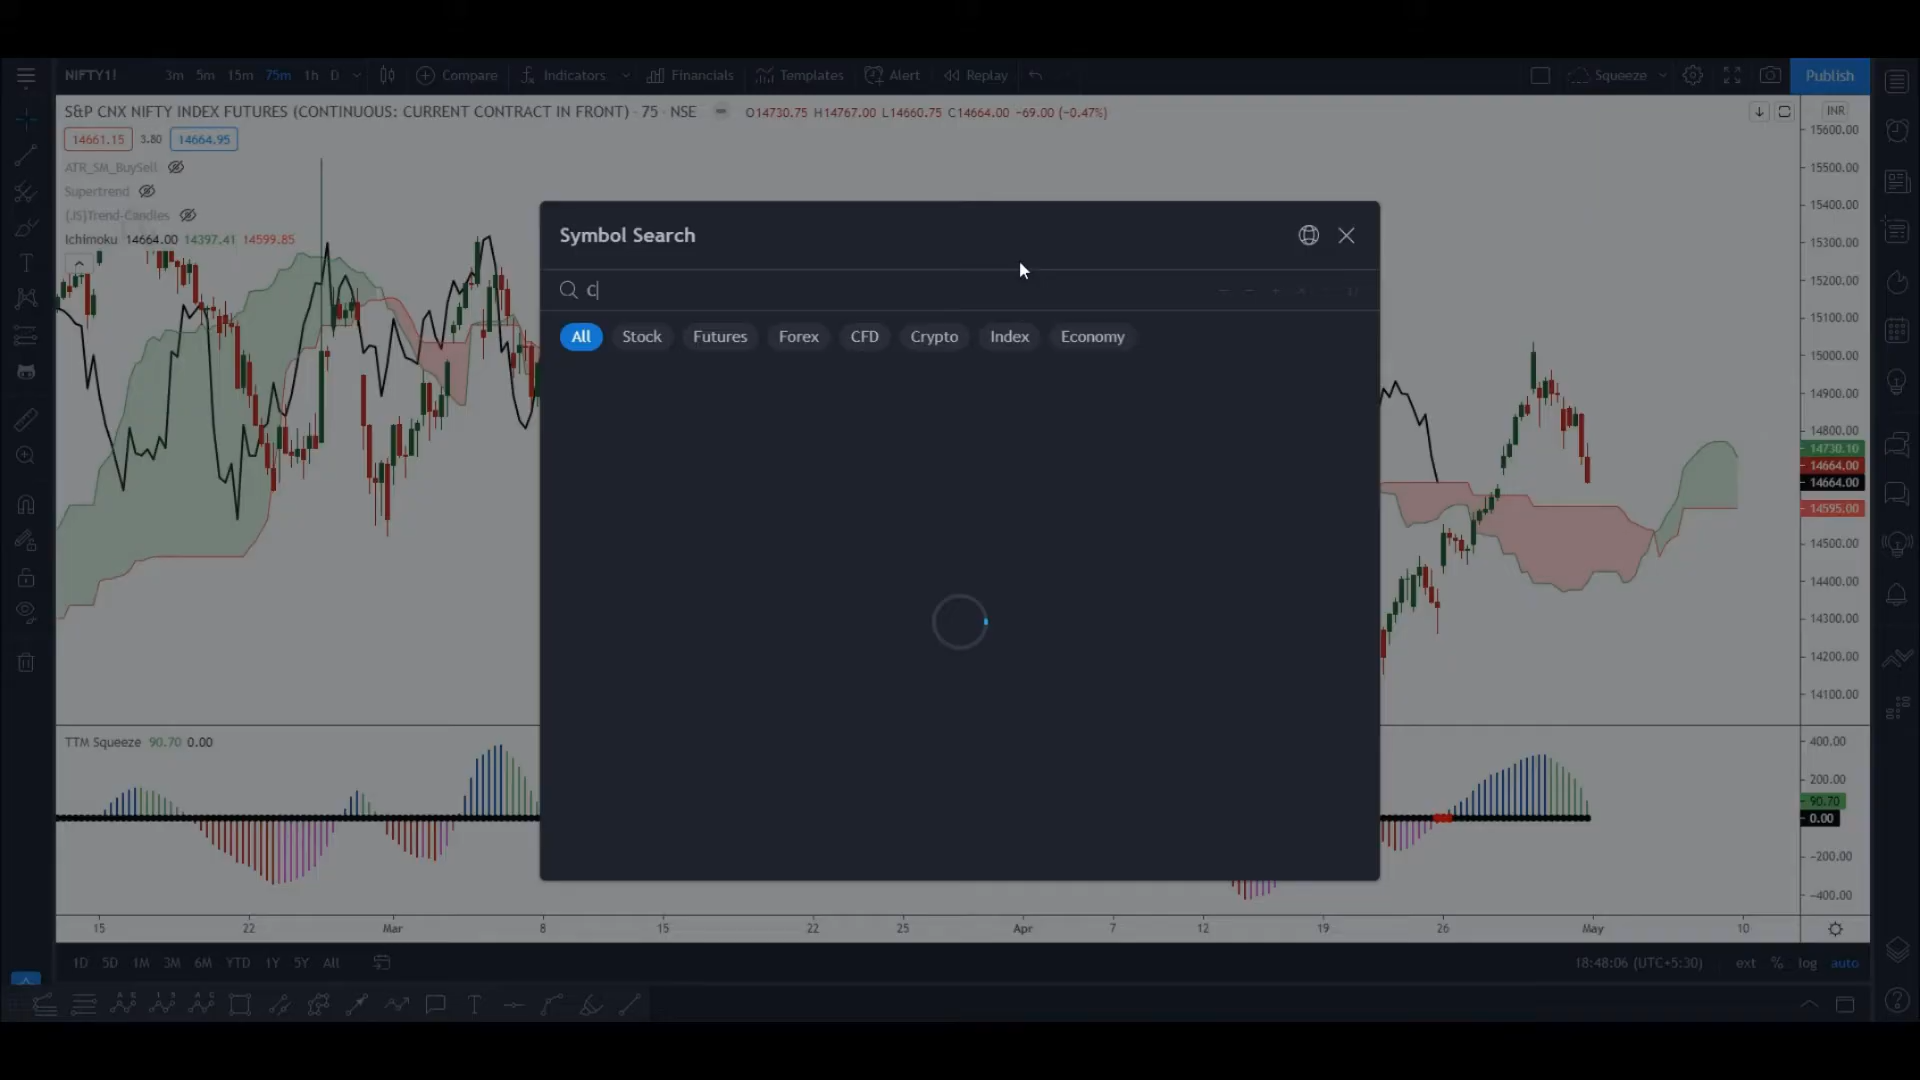 NIFTY1! 3m 5m 15m 75m 1h D Compare Indicators Financials Templates Alert Replay Squeeze Publish
S&P CNX NIFTY INDEX FUTURES (CONTINUOUS: CURRENT CONTRACT IN FRONT) · 75 · NSE O14730.75 H14767.00 L14660.75 C14664.00 -69.00 (-0.47%) INR
14661.15 3.80 14664.95
ATR_SM_BuySell
Supertrend
(JS)Trend-Candles
Ichimoku 14664.00 14397.41 14599.85
Symbol Search
C
All Stock Futures Forex CFD Crypto Index Economy
15600.00
15500.00
15400.00
15300.00
15200.00
15100.00
15000.00
14900.00
14800.00
14730.10
14664.00
14664.00
14595.00
14500.00
14400.00
14300.00
14200.00
14100.00
TTM Squeeze 90.70 0.00
400.00
200.00
90.70
0.00
-200.00
-400.00
15 22 Mar 8 15 22 25 Apr 7 12 19 26 May 10
1D 5D 1M 3M 6M YTD 1Y 5Y All 18:48:06 (UTC+5:30) ext % log auto